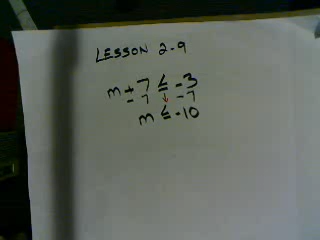 LESSON 2-9
m + 7 ≤ -3
- 7 ↓ -7
m ≤ -10